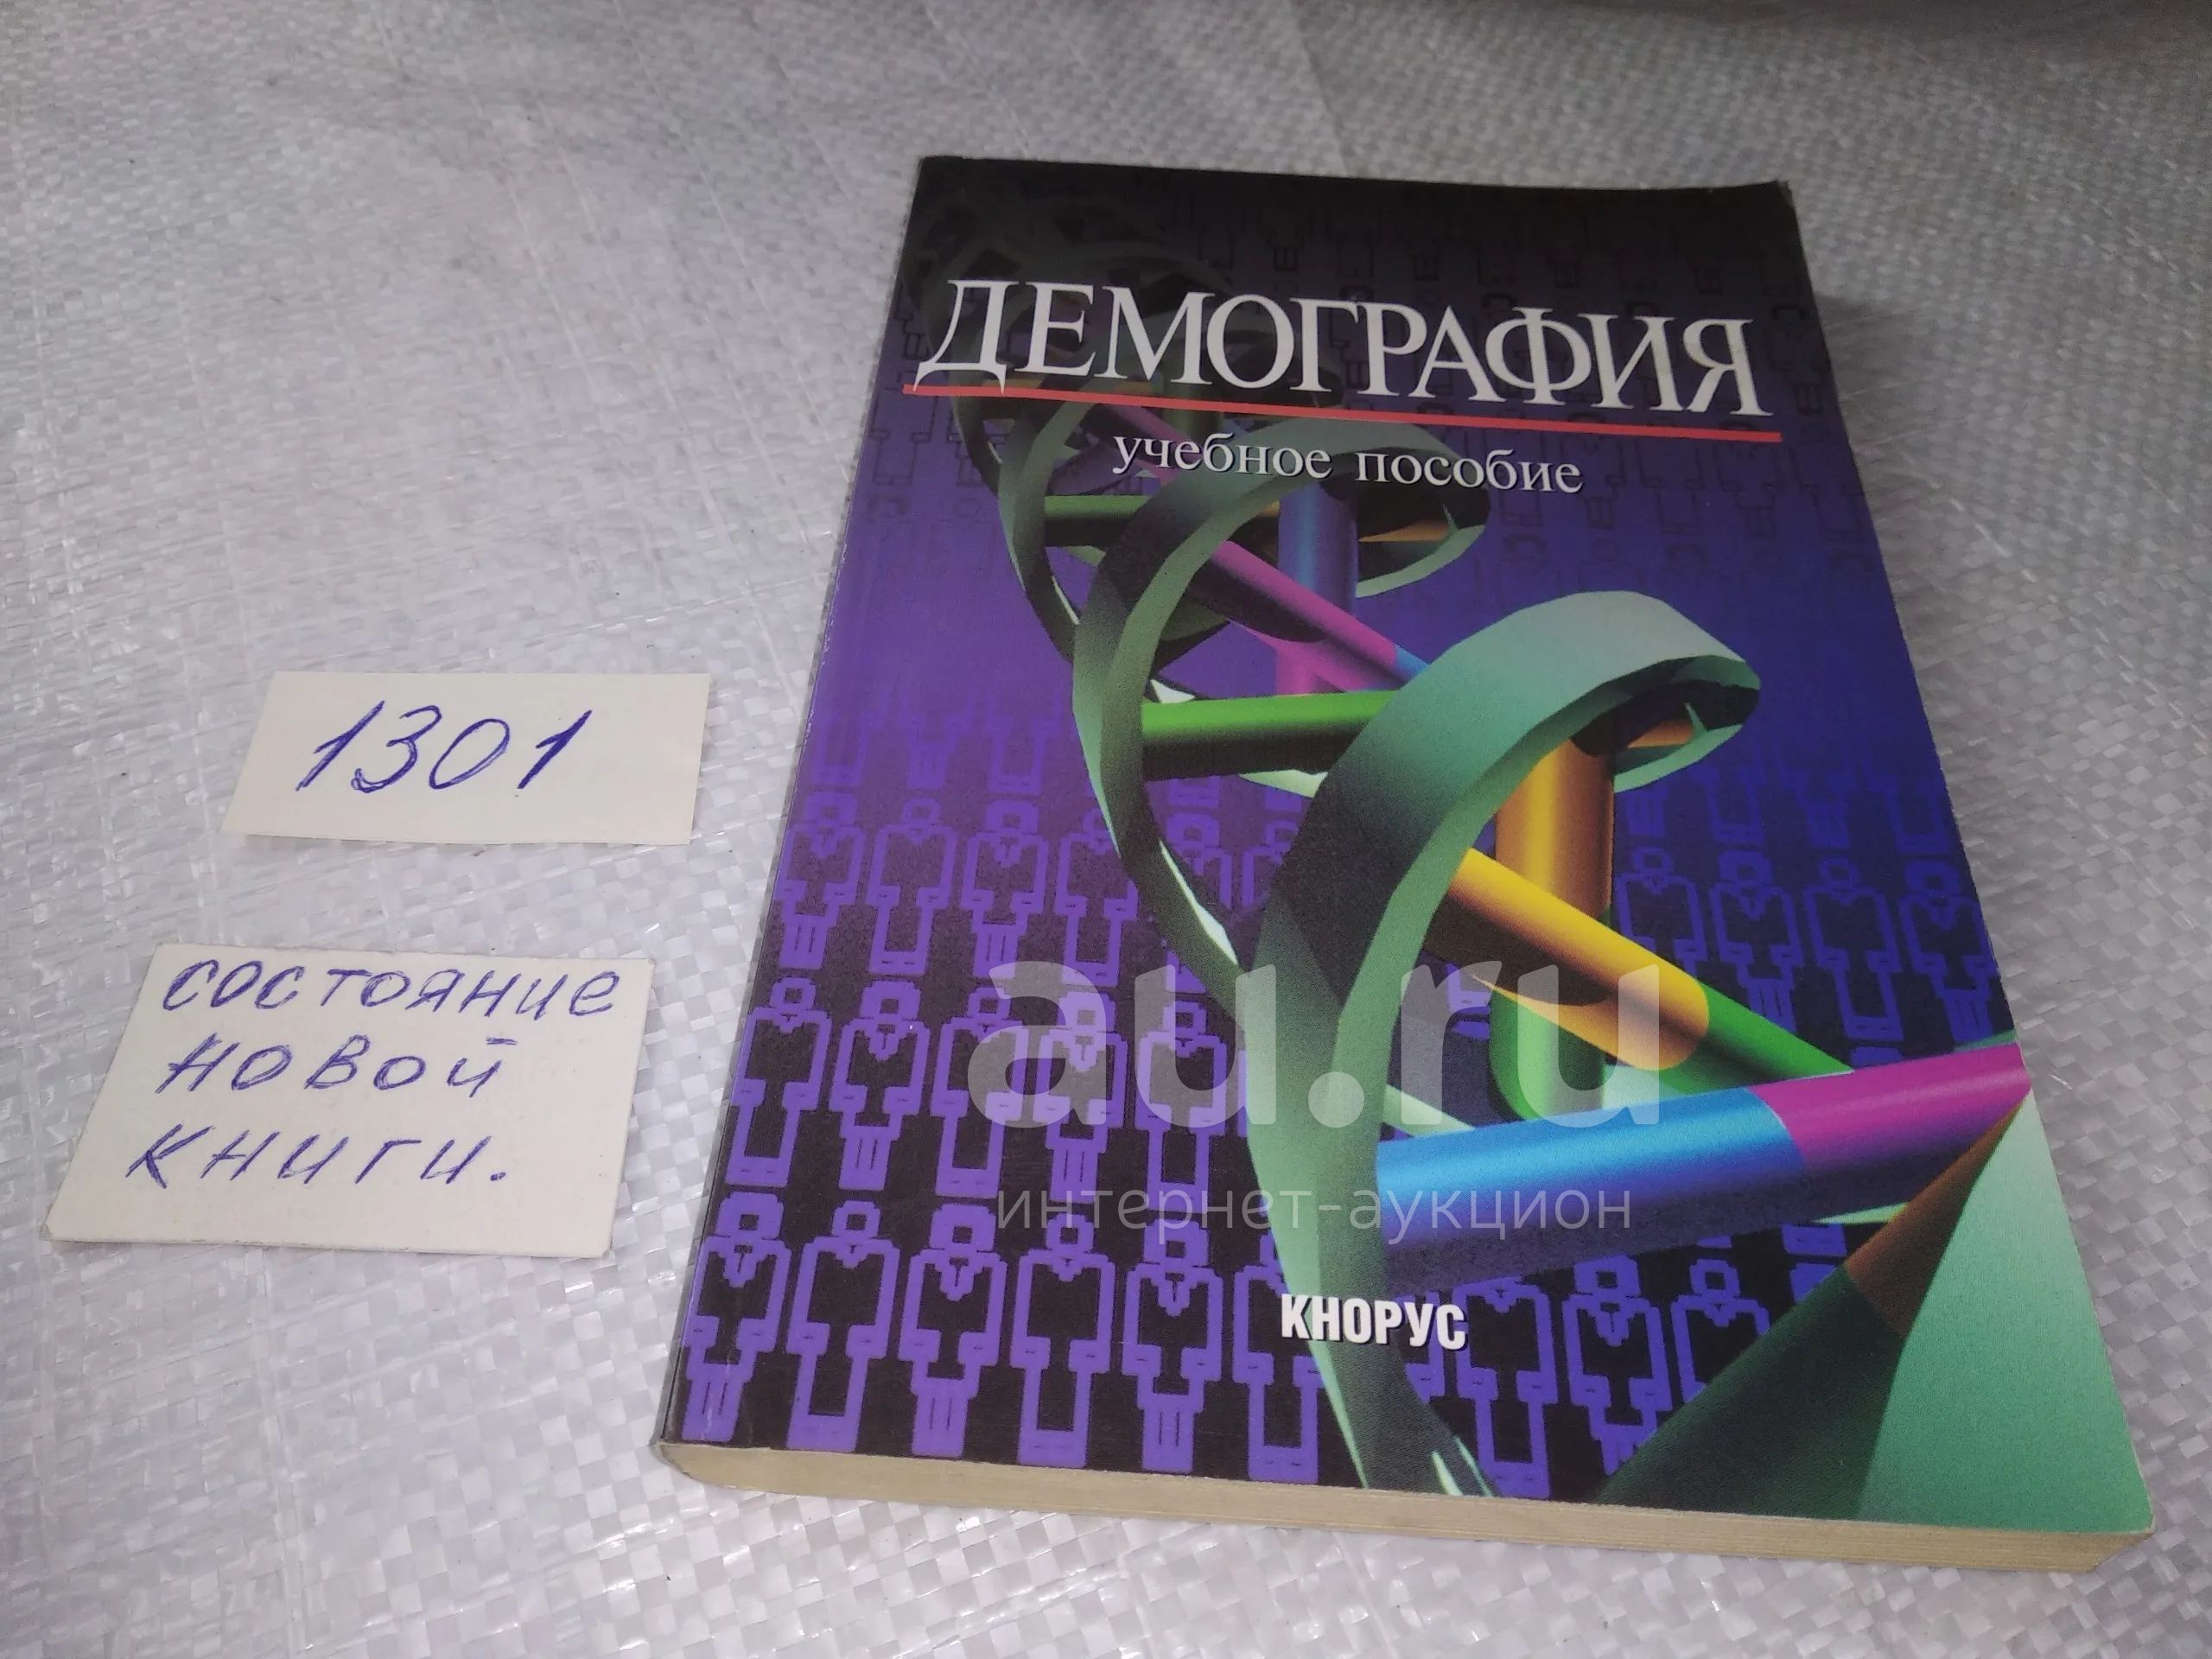 ДЕМОГРАФИЯ
учебное пособие
1301
состояние
новой
книги.
au.ru
интернет-аукцион
КНОРУС